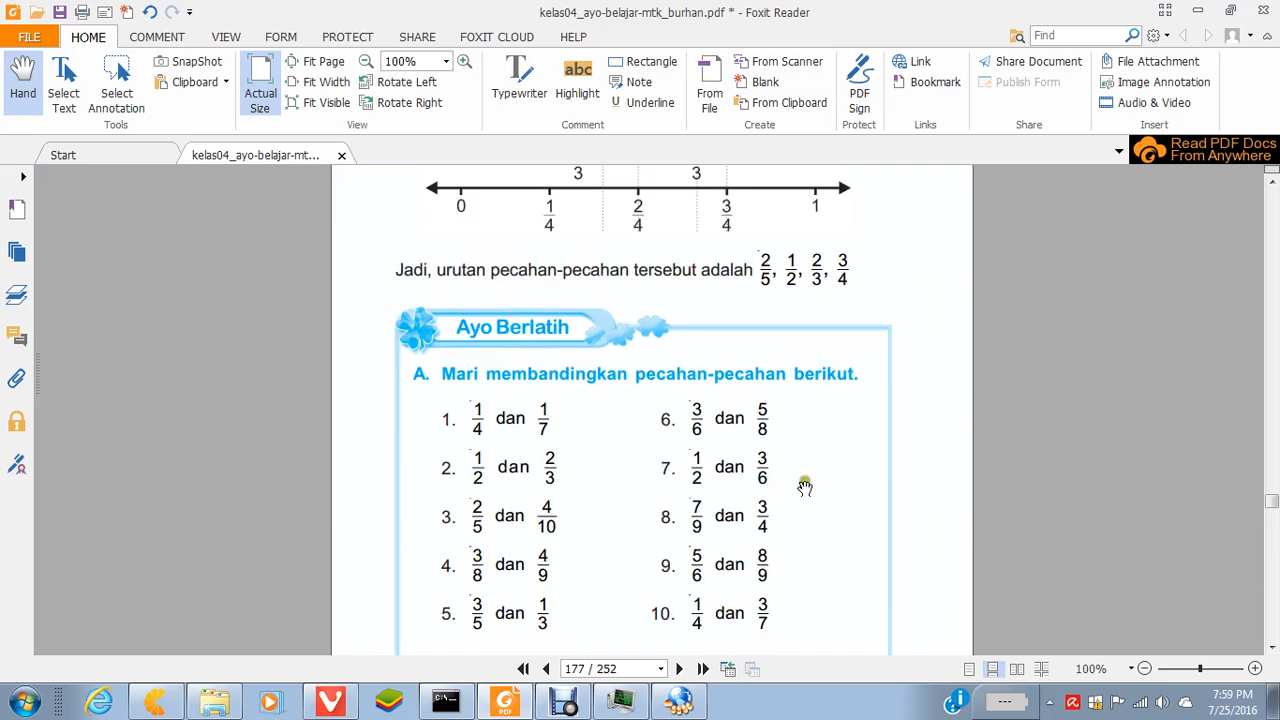 kelas04_ayo-belajar-mtk_burhan.pdf * - Foxit Reader
FILE HOME COMMENT VIEW FORM PROTECT SHARE FOXIT CLOUD HELP Find
Hand
Select Text
Select Annotation
SnapShot
Clipboard
Tools
Actual Size
Fit Page
Fit Width
Fit Visible
100%
Rotate Left
Rotate Right
View
Typewriter
abc
Highlight
Rectangle
Note
Underline
Comment
From File
From Scanner
Blank
From Clipboard
Create
PDF Sign
Protect
Link
Bookmark
Links
Share Document
Publish Form
Share
File Attachment
Image Annotation
Audio & Video
Insert
Start
kelas04_ayo-belajar-mt...
Read PDF Docs
From Anywhere
3 3
0 1/4 2/4 3/4 1
Jadi, urutan pecahan-pecahan tersebut adalah 2/5, 1/2, 2/3, 3/4
Ayo Berlatih
A. Mari membandingkan pecahan-pecahan berikut.
1. 1/4 dan 1/7
2. 1/2 dan 2/3
3. 2/5 dan 4/10
4. 3/8 dan 4/9
5. 3/5 dan 1/3
6. 3/6 dan 5/8
7. 1/2 dan 3/6
8. 7/9 dan 3/4
9. 5/6 dan 8/9
10. 1/4 dan 3/7
177 / 252
100%
PDF
7:59 PM
7/25/2016